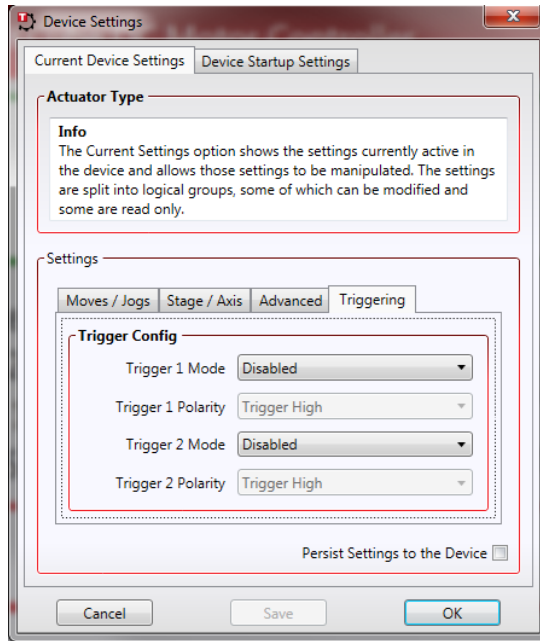 Device Settings
Current Device Settings
Device Startup Settings
Actuator Type
Info
The Current Settings option shows the settings currently active in
the device and allows those settings to be manipulated. The settings
are split into logical groups, some of which can be modified and
some are read only.
Settings
Moves / Jogs
Stage / Axis
Advanced
Triggering
Trigger Config
Trigger 1 Mode
Disabled
Trigger 1 Polarity
Trigger High
Trigger 2 Mode
Disabled
Trigger 2 Polarity
Trigger High
Persist Settings to the Device
Cancel
Save
OK